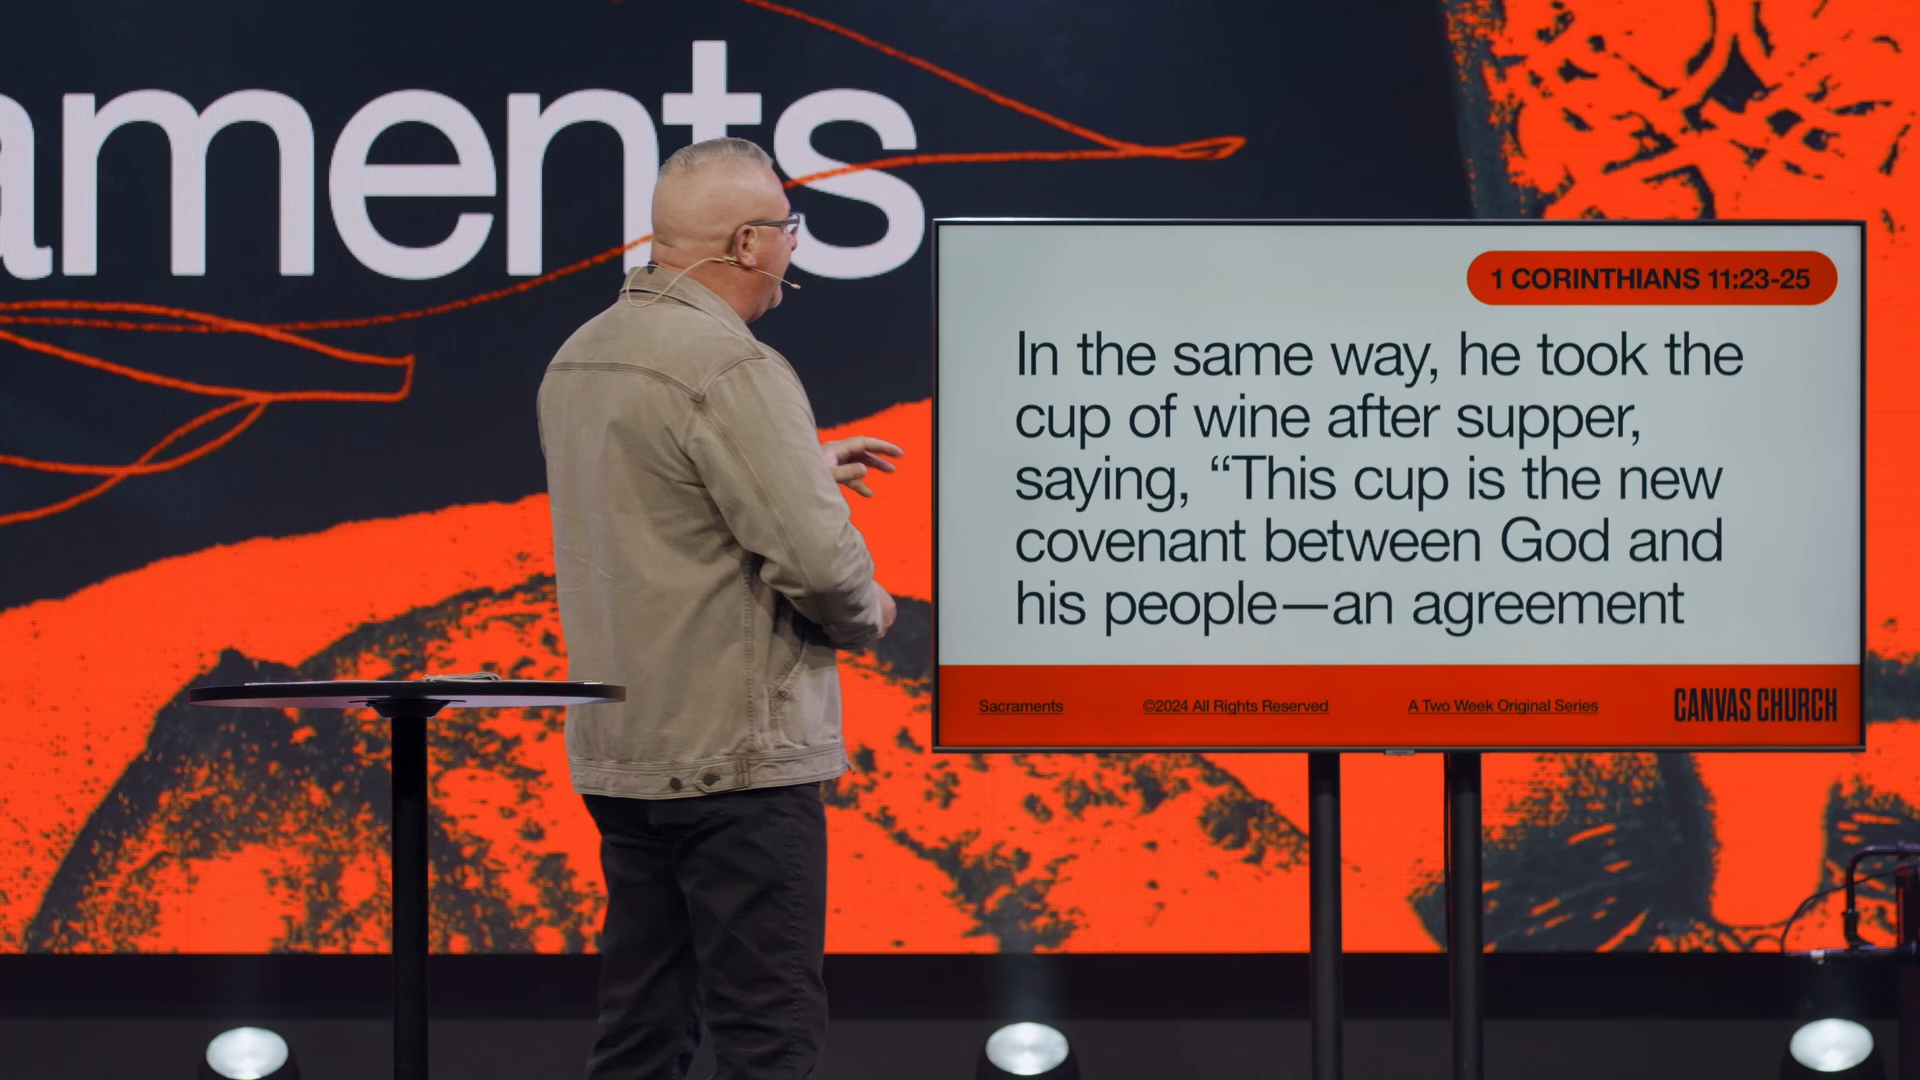 aments
1 CORINTHIANS 11:23-25
In the same way, he took the
cup of wine after supper,
saying, “This cup is the new
covenant between God and
his people—an agreement
Sacraments
©2024 All Rights Reserved
A Two Week Original Series
CANVAS CHURCH